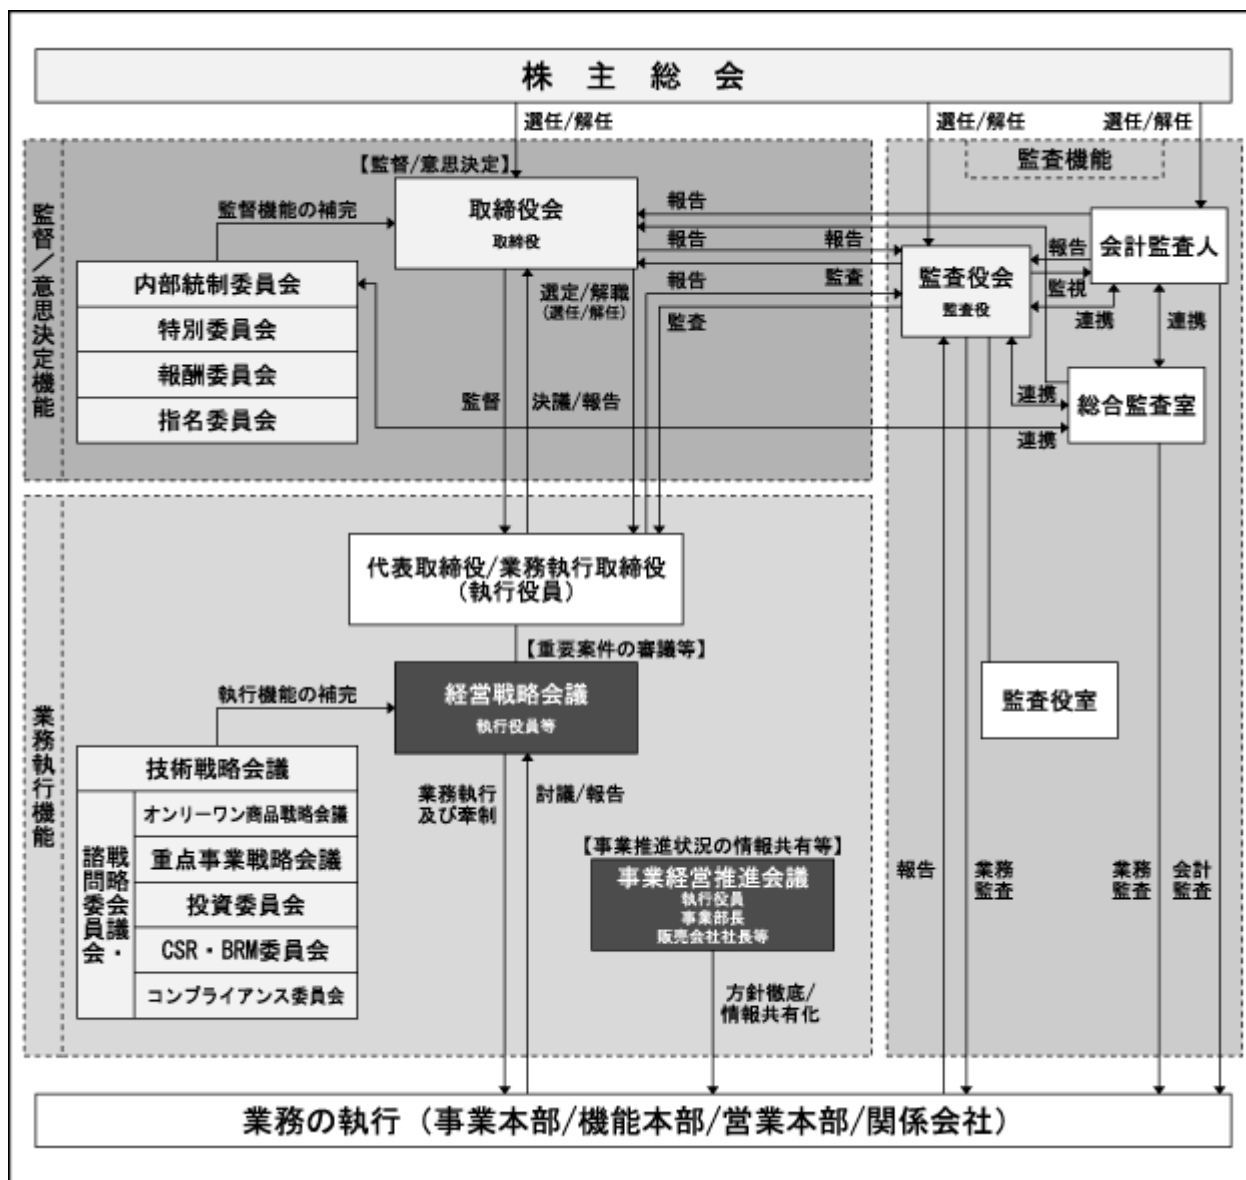 株主総会
選任/解任
選任/解任
選任/解任
監督/意思決定機能
【監督/意思決定】
取締役会
取締役
監督機能の補完
内部統制委員会
特別委員会
報酬委員会
指名委員会
選定/解職
(選任/解任)
監督
決議/報告
報告
報告
報告
報告
監査
監査
監査機能
会計監査人
監査役会
監査役
報告
監視
連携
連携
連携
連携
総合監査室
業務執行機能
代表取締役/業務執行取締役
(執行役員)
【重要案件の審議等】
経営戦略会議
執行役員等
執行機能の補完
技術戦略会議
戦略会議・
諮問委員会
オンリーワン商品戦略会議
重点事業戦略会議
投資委員会
CSR・BRM委員会
コンプライアンス委員会
業務執行
及び牽制
討議/報告
【事業推進状況の情報共有等】
事業経営推進会議
執行役員
事業部長
販売会社社長等
方針徹底/
情報共有化
監査役室
報告
業務
監査
業務
監査
会計
監査
業務の執行(事業本部/機能本部/営業本部/関係会社)